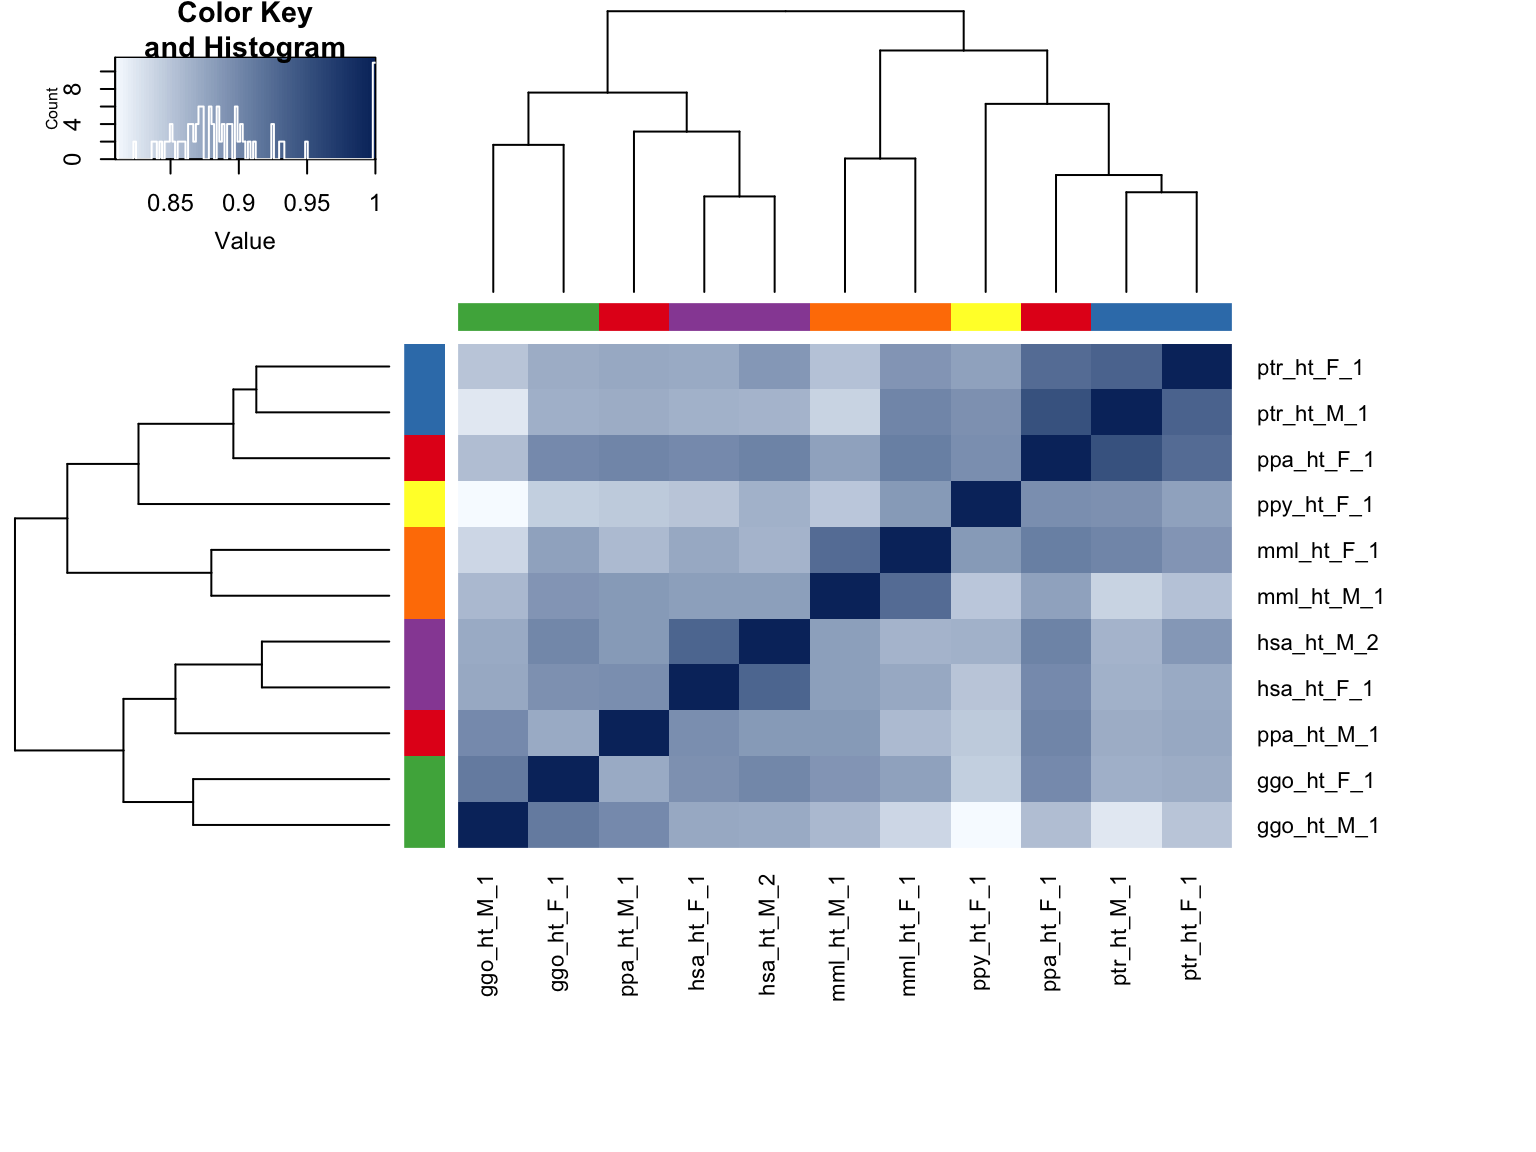 Color Key
and Histogram
Count
0 4 8
0.85 0.9 0.95 1
Value
ptr_ht_F_1
ptr_ht_M_1
ppa_ht_F_1
ppy_ht_F_1
mml_ht_F_1
mml_ht_M_1
hsa_ht_M_2
hsa_ht_F_1
ppa_ht_M_1
ggo_ht_F_1
ggo_ht_M_1
ggo_ht_M_1
ggo_ht_F_1
ppa_ht_M_1
hsa_ht_F_1
hsa_ht_M_2
mml_ht_M_1
mml_ht_F_1
ppy_ht_F_1
ppa_ht_F_1
ptr_ht_M_1
ptr_ht_F_1